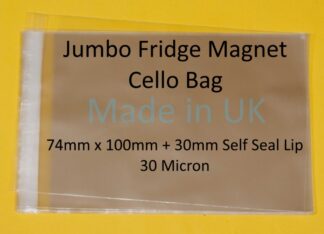 Jumbo Fridge Magnet
Cello Bag
Made in UK
74mm x 100mm + 30mm Self Seal Lip
30 Micron